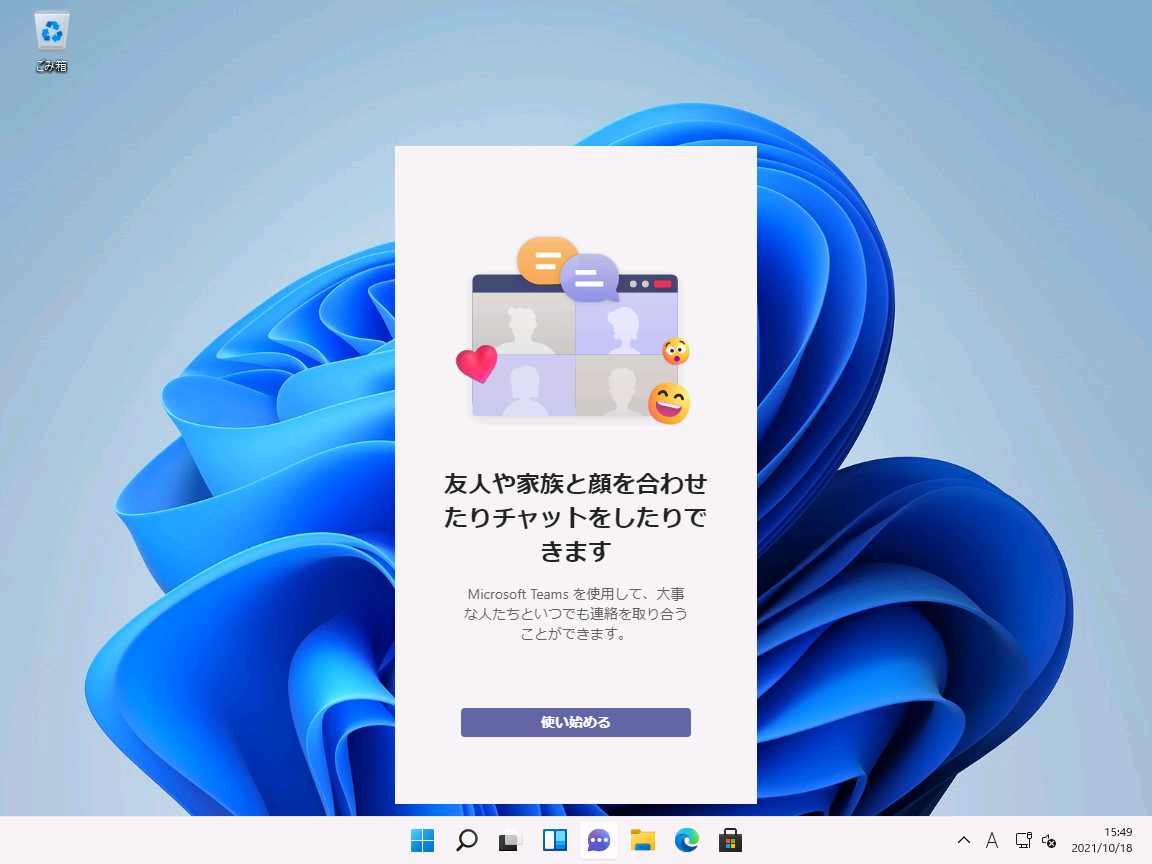 ごみ箱
友人や家族と顔を合わせ
たりチャットをしたりで
きます
Microsoft Teams を使用して、大事
な人たちといつでも連絡を取り合う
ことができます。
使い始める
A
15:49
2021/10/18